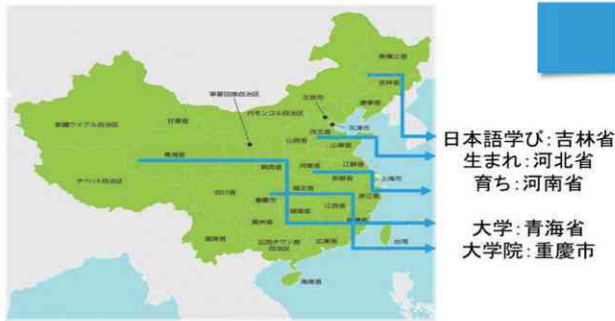 黒竜江省
吉林省
遼寧省
内モンゴル自治区
北京市
天津市
寧夏回族自治区
新疆ウイグル自治区
甘粛省
河北省
山西省
山東省
青海省
陝西省
河南省
江蘇省
安徽省
上海市
チベット自治区
四川省
重慶市
湖北省
浙江省
湖南省
江西省
貴州省
福建省
雲南省
広西チワン族
自治区
広東省
台湾
海南省
日本語学び:吉林省
生まれ:河北省
育ち:河南省
大学:青海省
大学院:重慶市